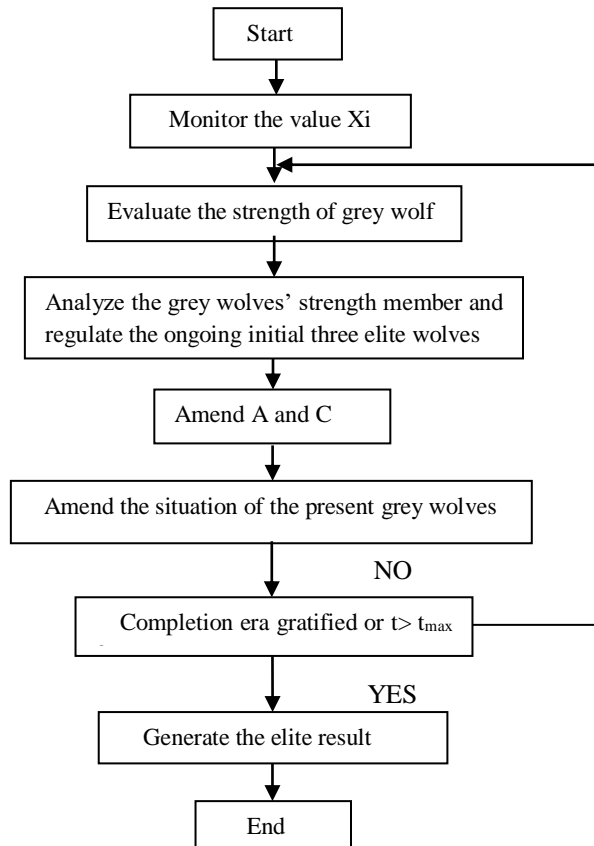 Start
Monitor the value Xi
Evaluate the strength of grey wolf
Analyze the grey wolves’ strength member and
regulate the ongoing initial three elite wolves
Amend A and C
Amend the situation of the present grey wolves
NO
Completion era gratified or t> tmax
YES
Generate the elite result
End